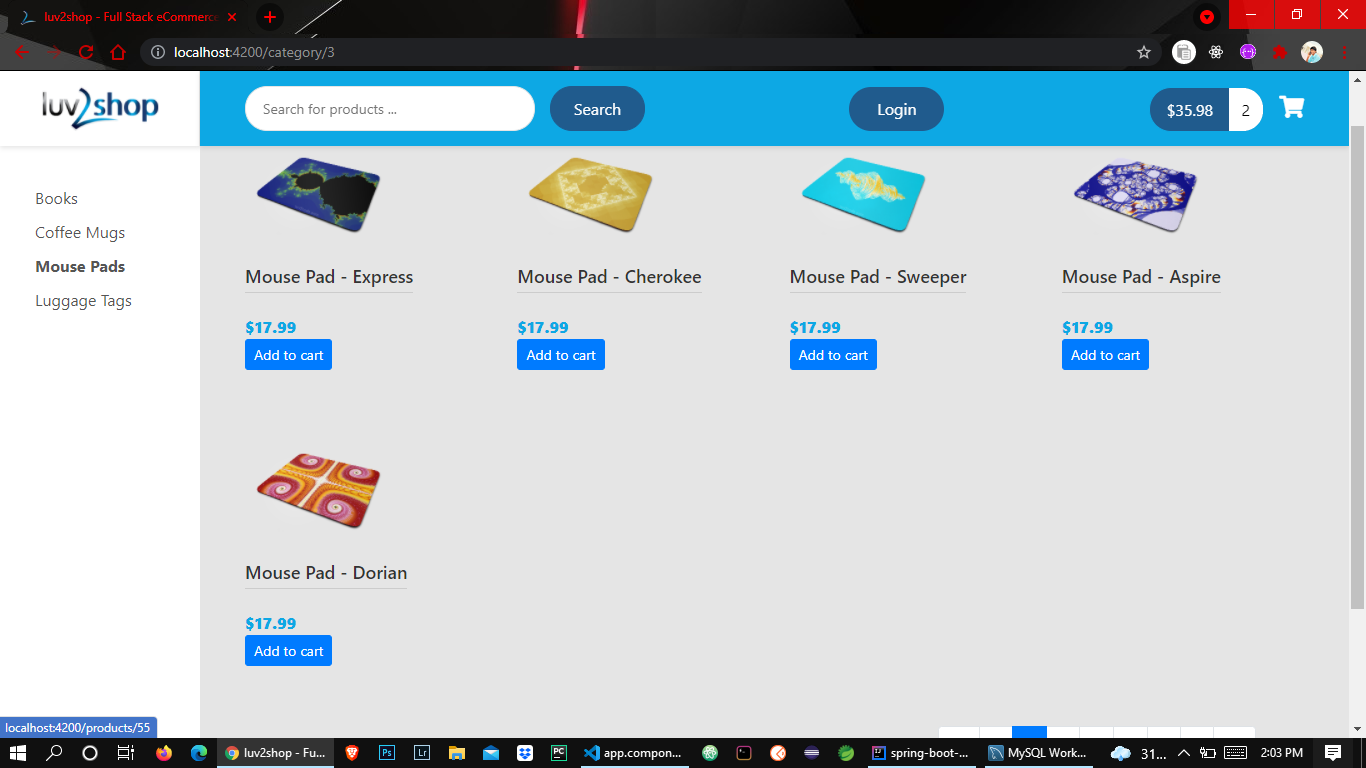 luv2shop - Full Stack eCommerce
localhost:4200/category/3
luv2shop
Search for products ...
Search
Login
$35.98 2
Books
Coffee Mugs
Mouse Pads
Luggage Tags
Mouse Pad - Express
Mouse Pad - Cherokee
Mouse Pad - Sweeper
Mouse Pad - Aspire
$17.99
$17.99
$17.99
$17.99
Add to cart
Add to cart
Add to cart
Add to cart
Mouse Pad - Dorian
$17.99
Add to cart
localhost:4200/products/55
luv2shop - Fu...
Ps
Lr
PC
app.compon...
spring-boot-...
MySQL Work...
31...
2:03 PM